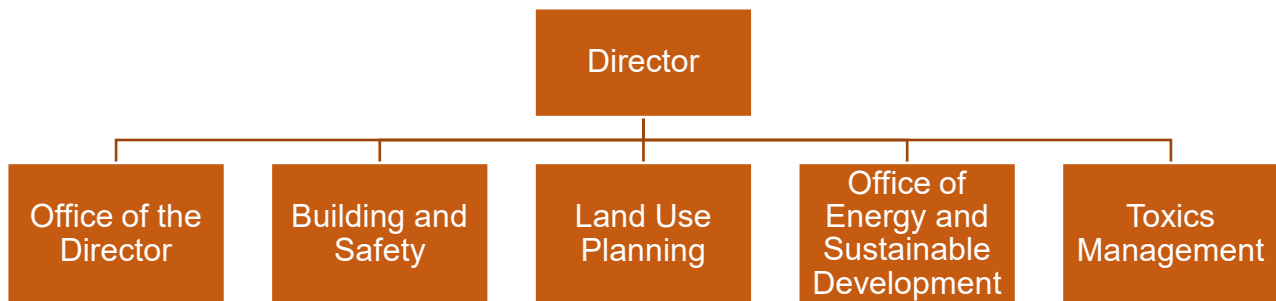 Director
Office of the
Director
Building and
Safety
Land Use
Planning
Office of
Energy and
Sustainable
Development
Toxics
Management